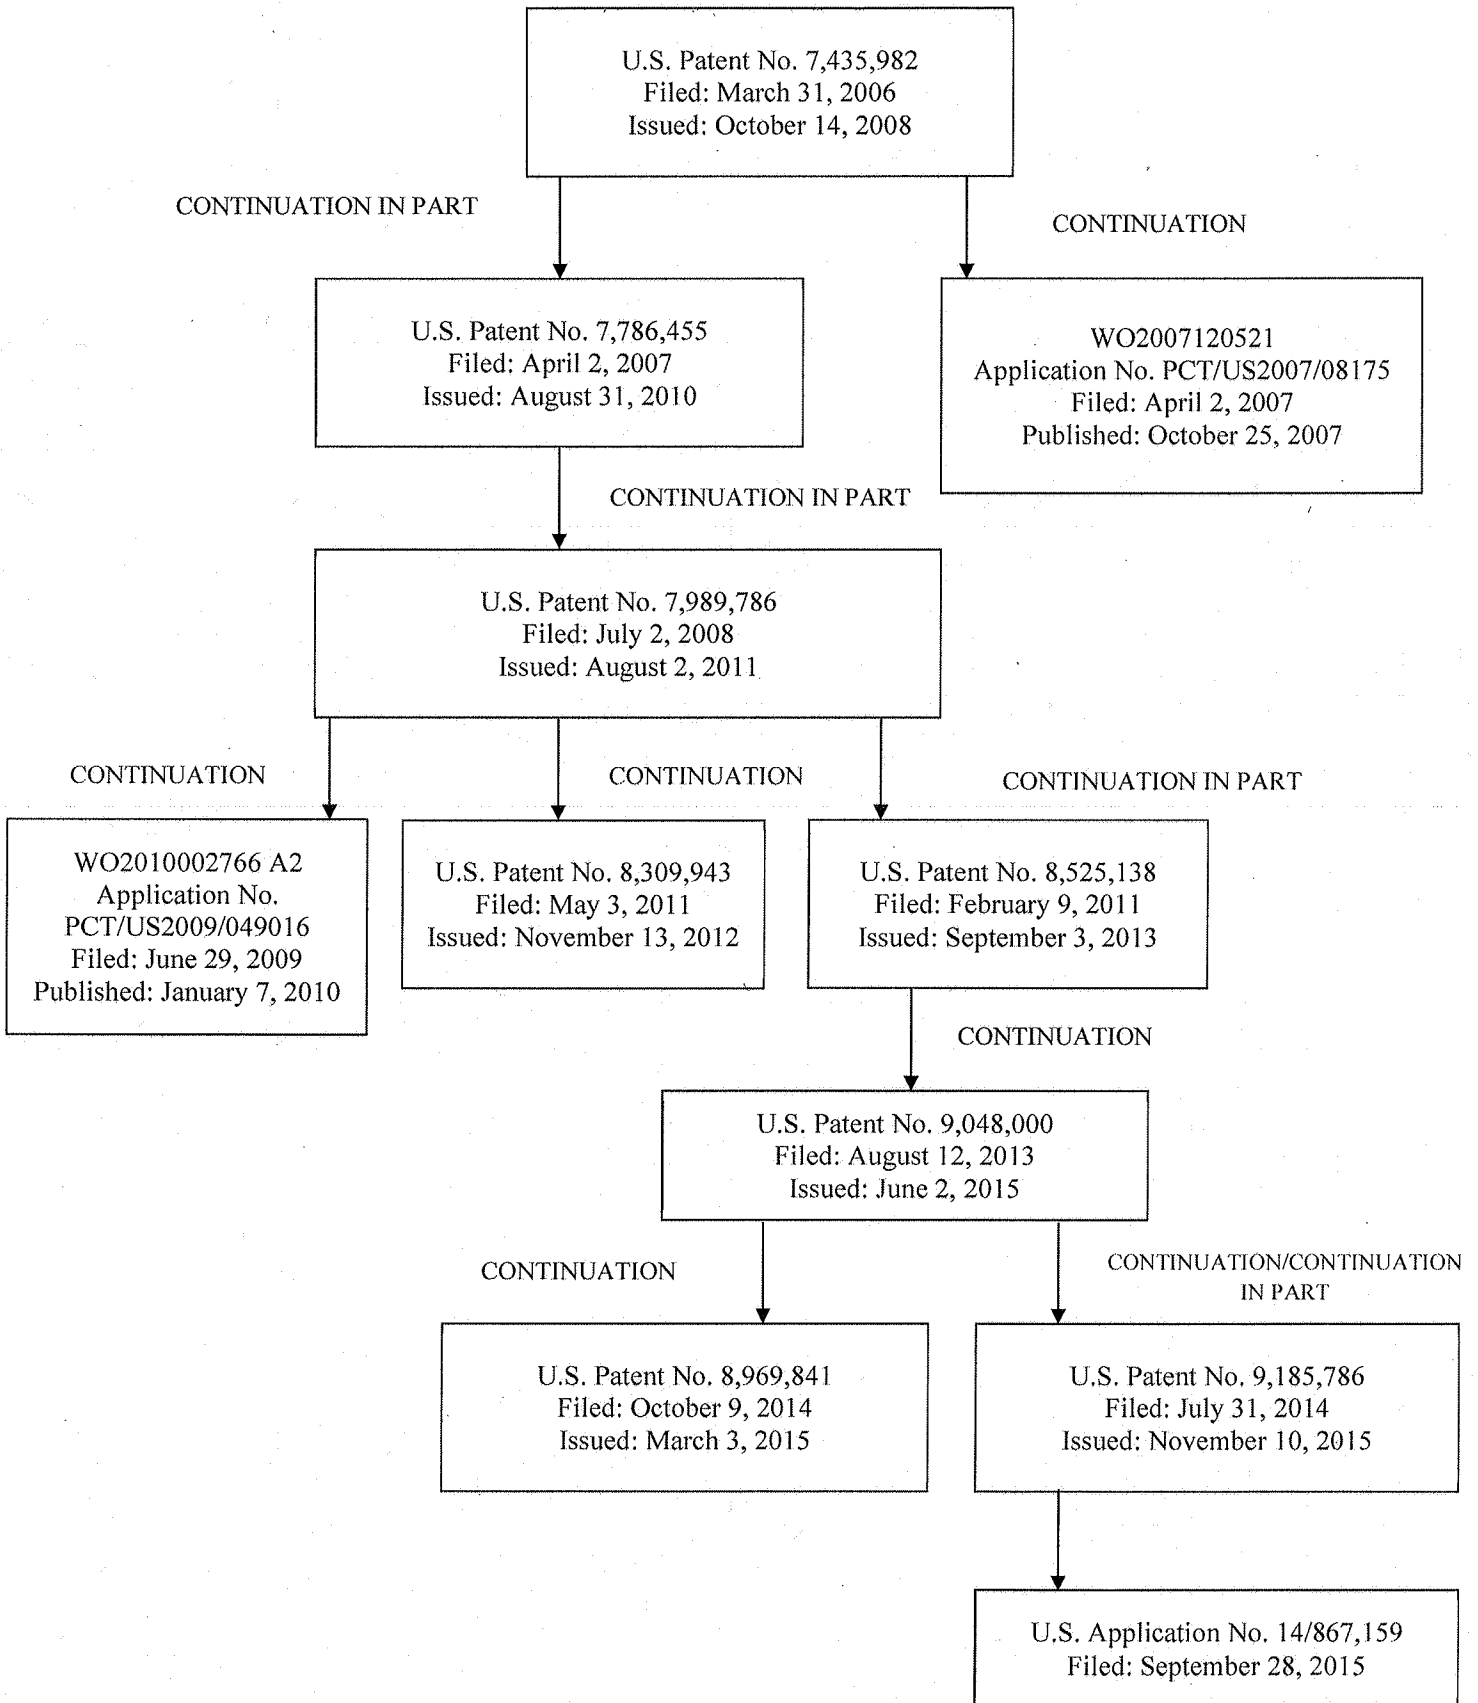 U.S. Patent No. 7,435,982
Filed: March 31, 2006
Issued: October 14, 2008
CONTINUATION IN PART
CONTINUATION
U.S. Patent No. 7,786,455
Filed: April 2, 2007
Issued: August 31, 2010
WO2007120521
Application No. PCT/US2007/08175
Filed: April 2, 2007
Published: October 25, 2007
CONTINUATION IN PART
U.S. Patent No. 7,989,786
Filed: July 2, 2008
Issued: August 2, 2011
CONTINUATION
CONTINUATION
CONTINUATION IN PART
WO2010002766 A2
Application No.
PCT/US2009/049016
Filed: June 29, 2009
Published: January 7, 2010
U.S. Patent No. 8,309,943
Filed: May 3, 2011
Issued: November 13, 2012
U.S. Patent No. 8,525,138
Filed: February 9, 2011
Issued: September 3, 2013
CONTINUATION
U.S. Patent No. 9,048,000
Filed: August 12, 2013
Issued: June 2, 2015
CONTINUATION
CONTINUATION/CONTINUATION
IN PART
U.S. Patent No. 8,969,841
Filed: October 9, 2014
Issued: March 3, 2015
U.S. Patent No. 9,185,786
Filed: July 31, 2014
Issued: November 10, 2015
U.S. Application No. 14/867,159
Filed: September 28, 2015